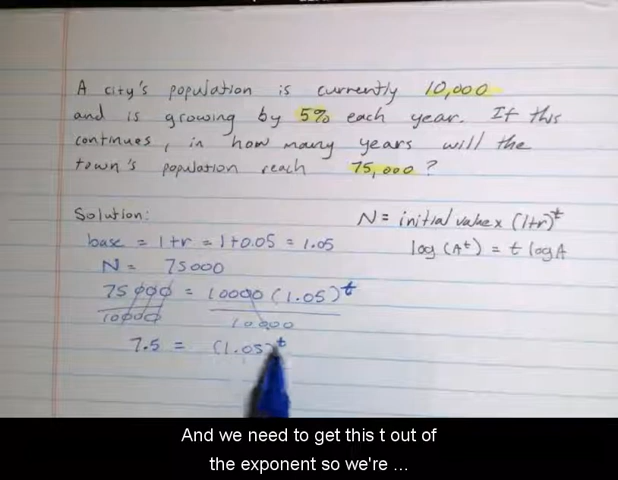 A city's population is currently 10,000
and is growing by 5% each year. If this
continues, in how many years will the
town's population reach 75,000?
Solution:
N = initial value x (1+r)^t
base = 1+r = 1+0.05 = 1.05
log (A^t) = t log A
N = 75000
75000 = 10000 (1.05)^t
10000 10000
7.5 = (1.05)^t
And we need to get this t out of
the exponent so we're ...